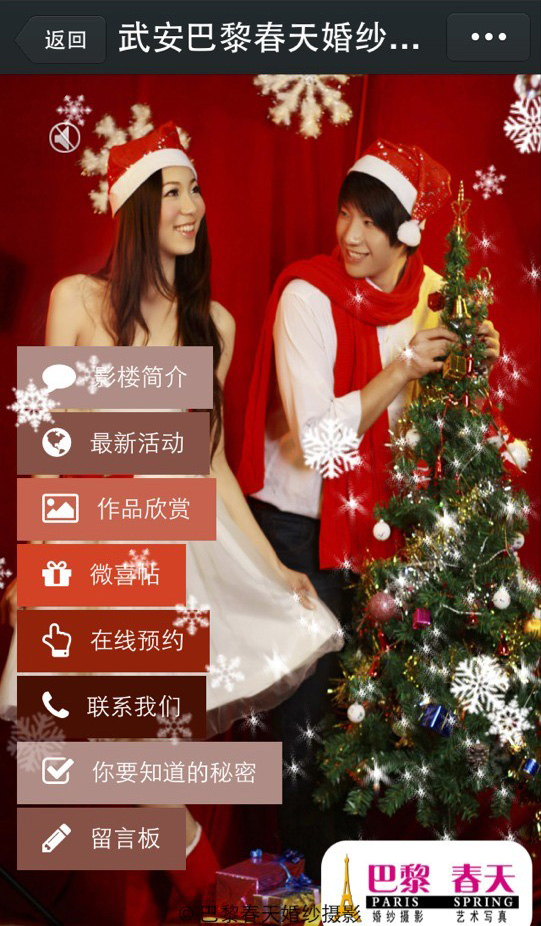 返回
武安巴黎春天婚纱...
影楼简介
最新活动
作品欣赏
微喜帖
在线预约
联系我们
你要知道的秘密
留言板
巴黎 春天
PARIS SPRING
婚纱摄影 艺术写真
©巴黎春天婚纱摄影